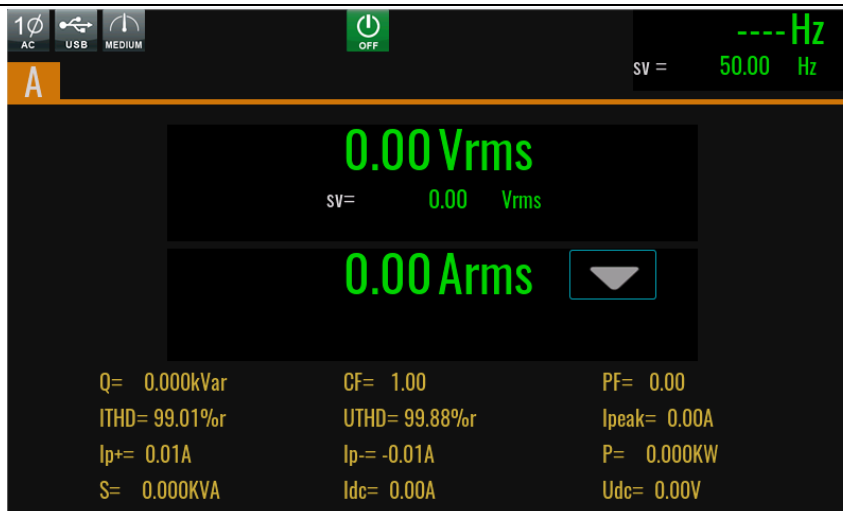 1Ø
AC
USB
MEDIUM
OFF
---- Hz
sv = 50.00 Hz
A
0.00 Vrms
sv= 0.00 Vrms
0.00 Arms
Q= 0.000kVar CF= 1.00 PF= 0.00
ITHD= 99.01%r UTHD= 99.88%r Ipeak= 0.00A
Ip+= 0.01A Ip-= -0.01A P= 0.000KW
S= 0.000KVA Idc= 0.00A Udc= 0.00V